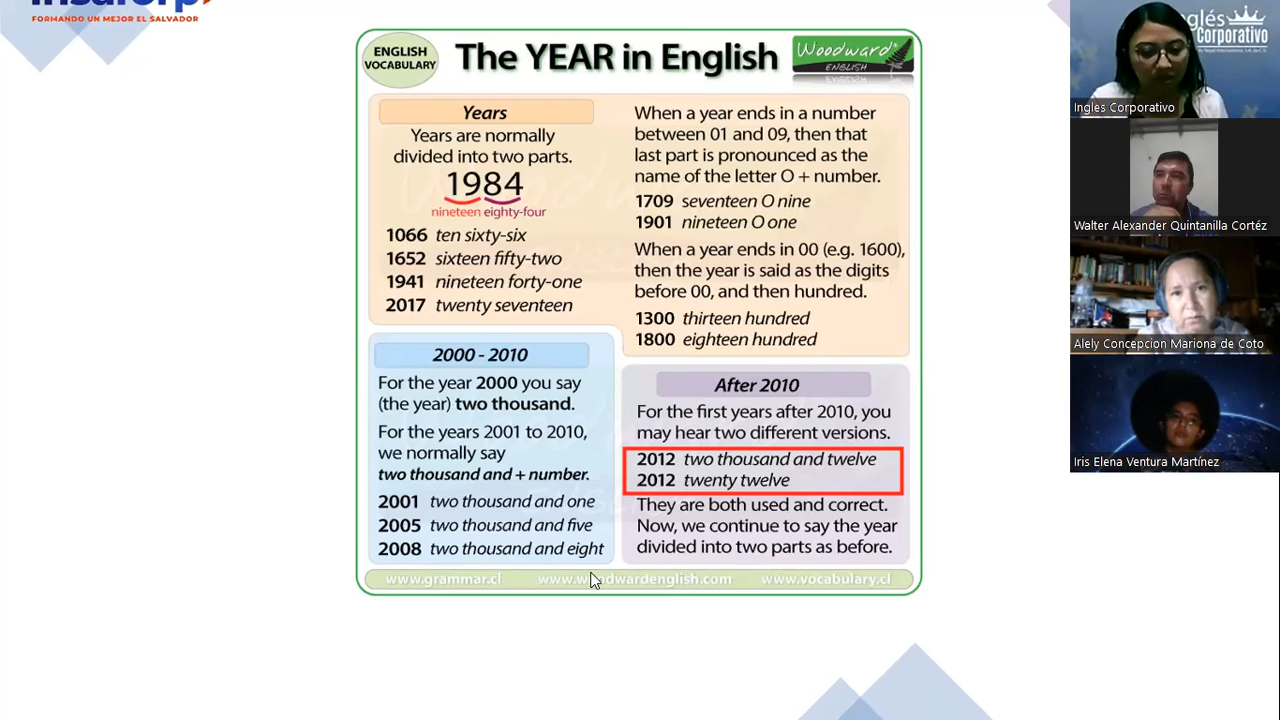 FORMANDO UN MEJOR EL SALVADOR
ENGLISH
VOCABULARY
The YEAR in English
Woodward
ENGLISH
Years
Years are normally
divided into two parts.
1984
nineteen eighty-four
1066 ten sixty-six
1652 sixteen fifty-two
1941 nineteen forty-one
2017 twenty seventeen
When a year ends in a number
between 01 and 09, then that
last part is pronounced as the
name of the letter O + number.
1709 seventeen O nine
1901 nineteen O one
When a year ends in 00 (e.g. 1600),
then the year is said as the digits
before 00, and then hundred.
1300 thirteen hundred
1800 eighteen hundred
2000 - 2010
For the year 2000 you say
(the year) two thousand.
For the years 2001 to 2010,
we normally say
two thousand and + number.
2001 two thousand and one
2005 two thousand and five
2008 two thousand and eight
After 2010
For the first years after 2010, you
may hear two different versions.
2012 two thousand and twelve
2012 twenty twelve
They are both used and correct.
Now, we continue to say the year
divided into two parts as before.
www.grammar.cl www.woodwardenglish.com www.vocabulary.cl
Inglés
Corporativo
Ingles Corporativo
Walter Alexander Quintanilla Cortéz
Alely Concepcion Mariona de Coto
Iris Elena Ventura Martínez